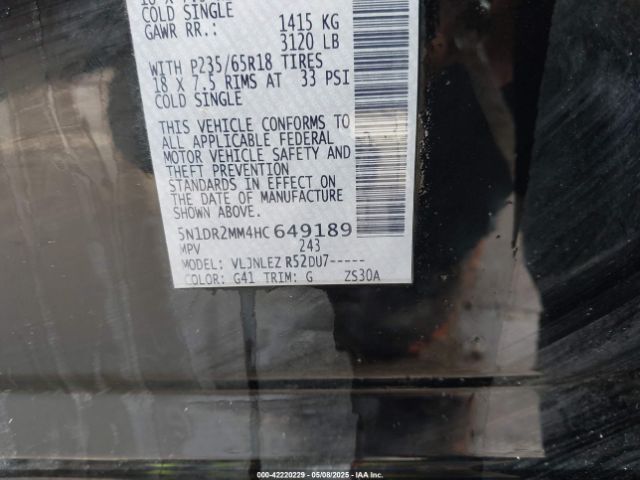 COLD SINGLE
GAWR RR.: 1415 KG
3120 LB
WITH P235/65R18 TIRES
18 X 7.5 RIMS AT 33 PSI
COLD SINGLE
THIS VEHICLE CONFORMS TO
ALL APPLICABLE FEDERAL
MOTOR VEHICLE SAFETY AND
THEFT PREVENTION
STANDARDS IN EFFECT ON
THE DATE OF MANUFACTURE
SHOWN ABOVE.
5N1DR2MM4HC 649189
MPV 243
MODEL: VLJNLEZ R52DU7-----
COLOR: G41 TRIM: G ZS30A
000-42220229 - 05/08/2025 - IAA Inc.